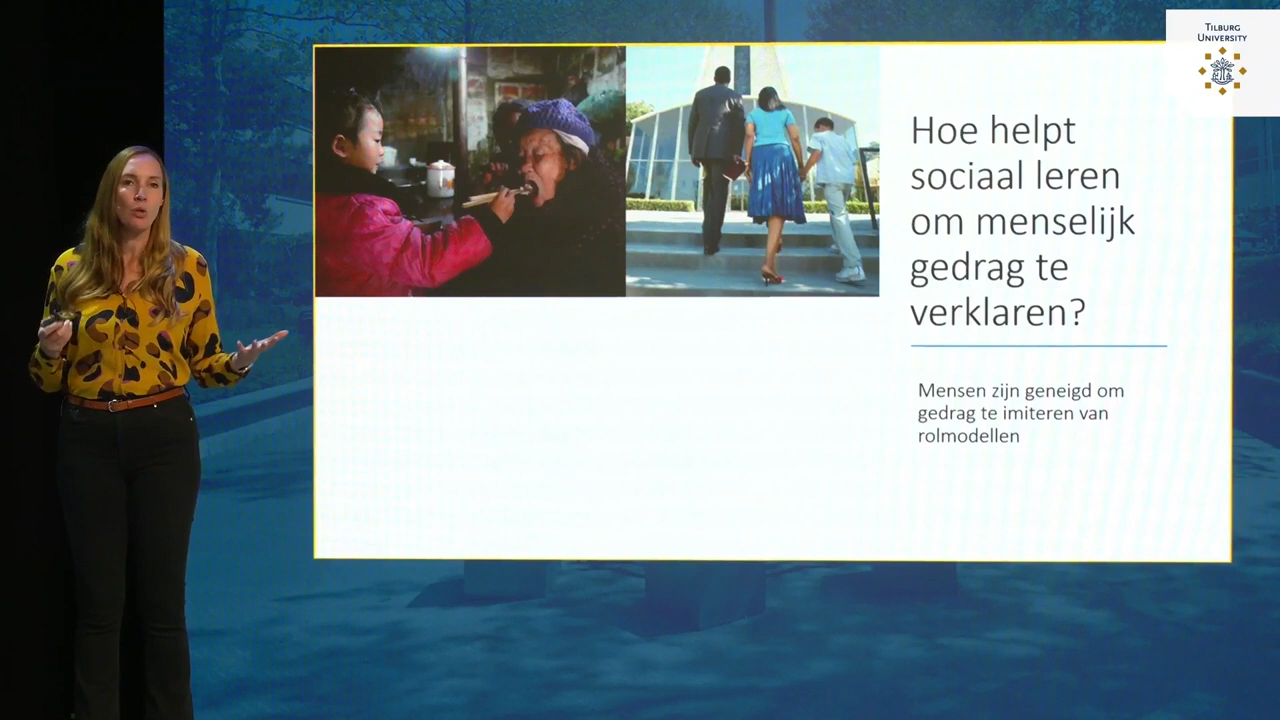 TILBURG
UNIVERSITY
Hoe helpt
sociaal leren
om menselijk
gedrag te
verklaren?
Mensen zijn geneigd om
gedrag te imiteren van
rolmodellen